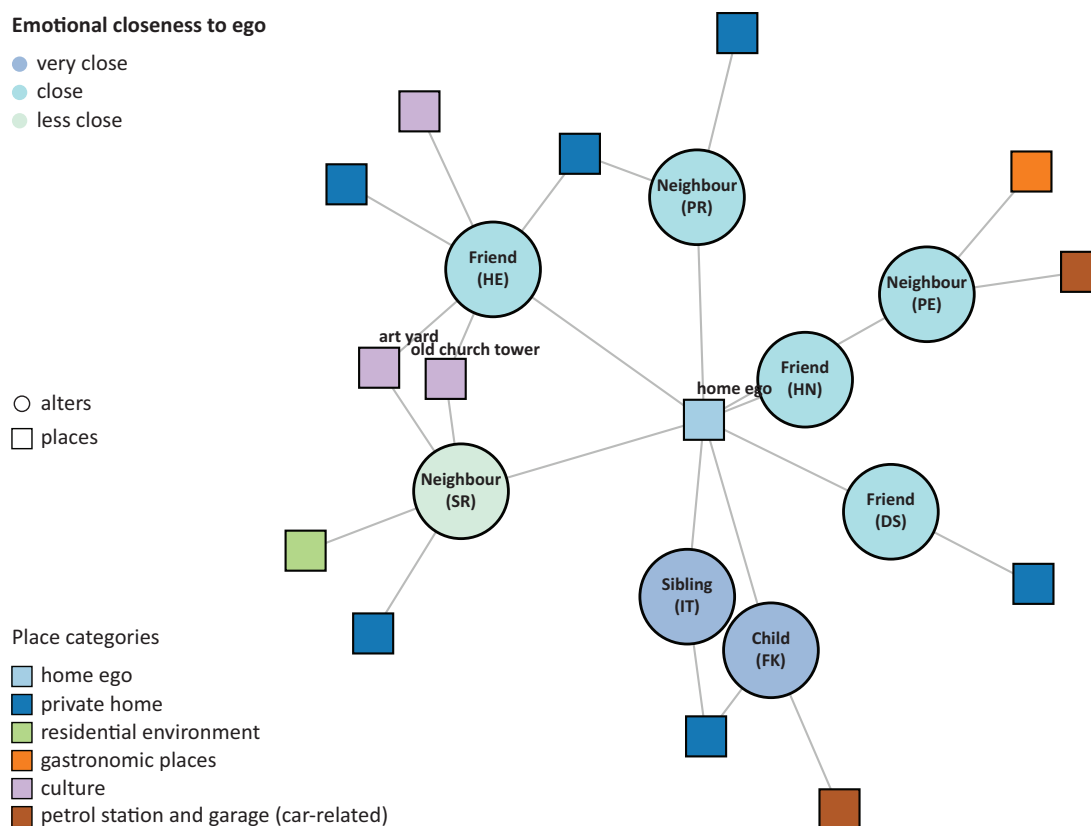 Emotional closeness to ego
very close
close
less close
Neighbour
(PR)
Neighbour
(PE)
Friend
(HE)
art yard
old church tower
Friend
(HN)
home ego
alters
places
Neighbour
(SR)
Friend
(DS)
Sibling
(IT)
Child
(FK)
Place categories
home ego
private home
residential environment
gastronomic places
culture
petrol station and garage (car-related)